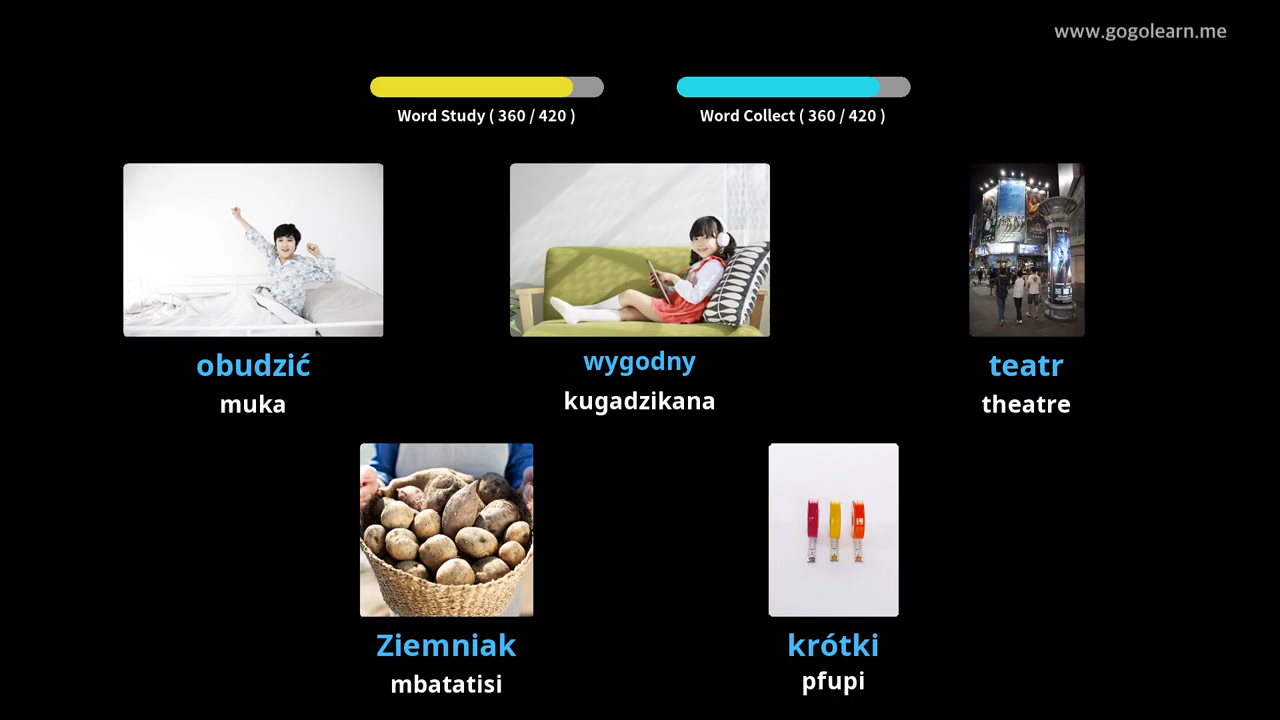 www.gogolearn.me
Word Study ( 360 / 420 )
Word Collect ( 360 / 420 )
obudzić
muka
wygodny
kugadzikana
teatr
theatre
Ziemniak
mbatatisi
krótki
pfupi